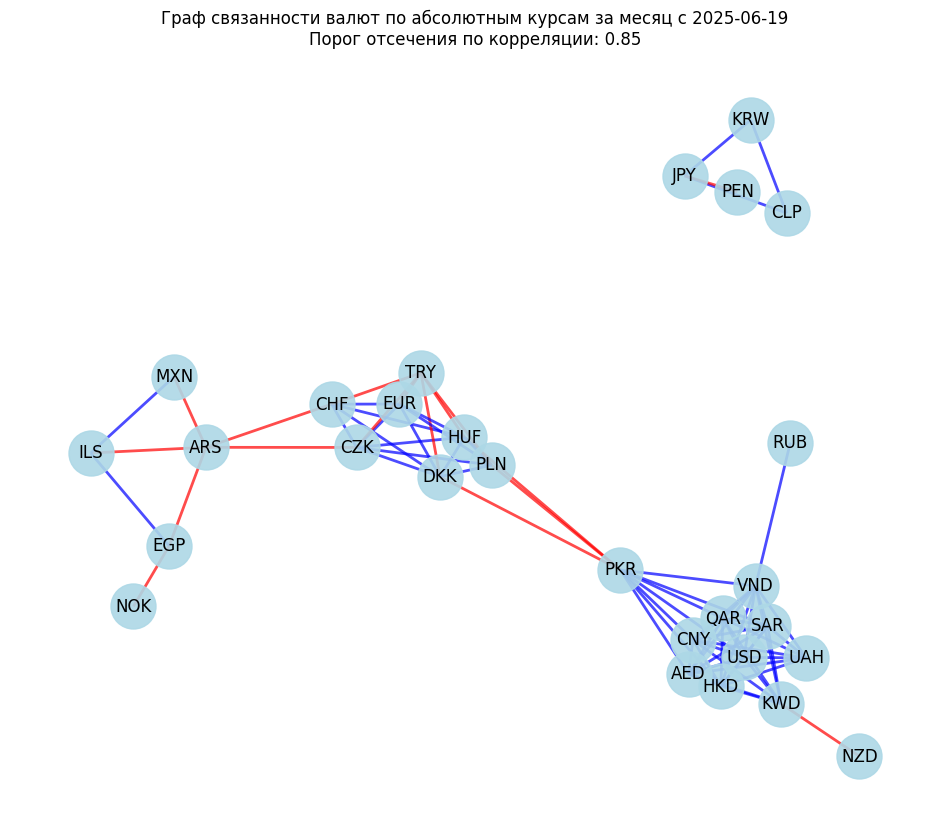 Граф связанности валют по абсолютным курсам за месяц с 2025-06-19
Порог отсечения по корреляции: 0.85
KRW
JPY
PEN
CLP
MXN
TRY
CHF
EUR
HUF
RUB
ILS
ARS
CZK
PLN
DKK
EGP
PKR
VND
NOK
QAR
SAR
CNY
USD
UAH
AED
HKD
KWD
NZD